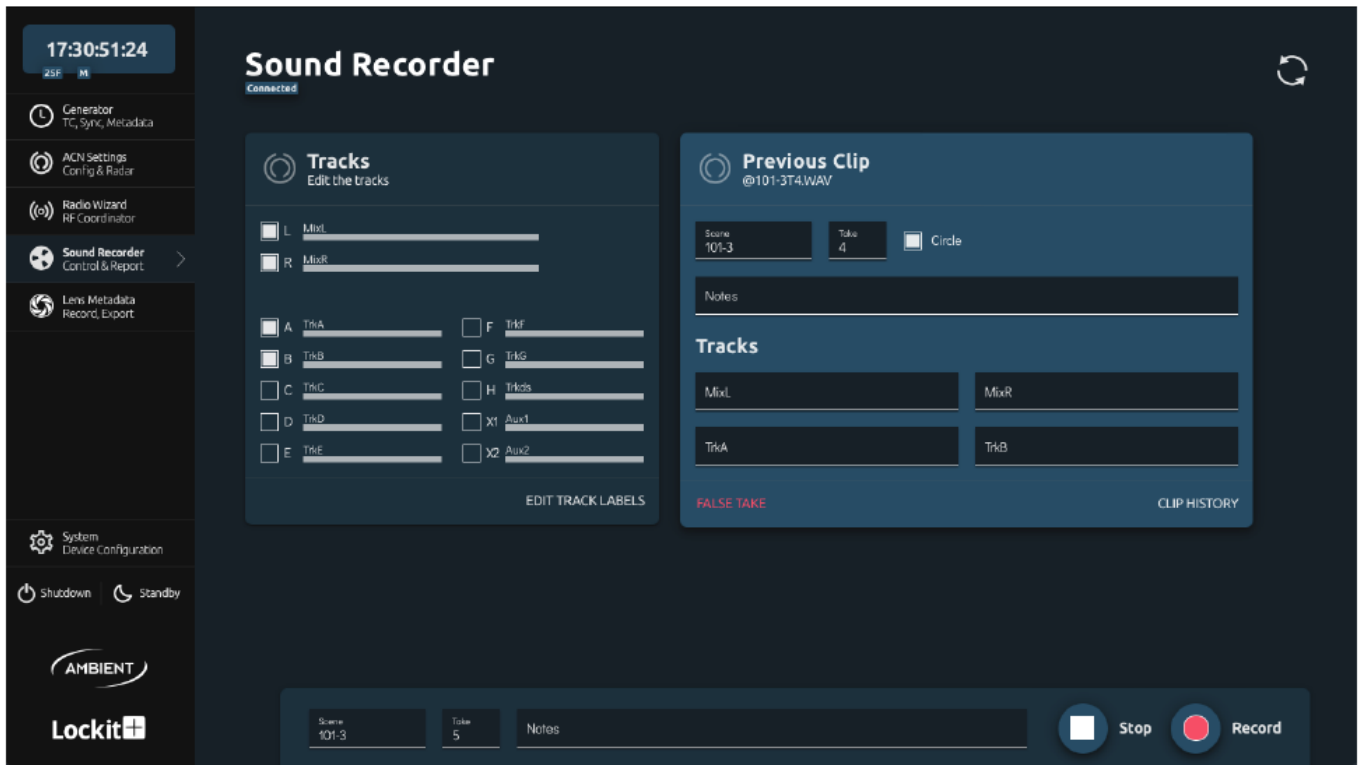 17:30:51:24
25F M
Generator
TC, Sync, Metadata
ACN Settings
Config & Radar
Radio Wizard
RF Coordinator
Sound Recorder
Control & Report
Lens Metadata
Record, Export
System
Device Configuration
Shutdown
Standby
AMBIENT
Lockit+
Sound Recorder
Connected
Tracks
Edit the tracks
L MixL
R MixR
A TrkA
F TrkF
B TrkB
G TrkG
C TrkC
H Trkds
D TrkD
X1 Aux1
E TrkE
X2 Aux2
EDIT TRACK LABELS
Previous Clip
@101-3T4.WAV
Scene
101-3
Take
4
Circle
Notes
Tracks
MixL
MixR
TrkA
TrkB
FALSE TAKE
CLIP HISTORY
Scene
101-3
Take
5
Notes
Stop
Record